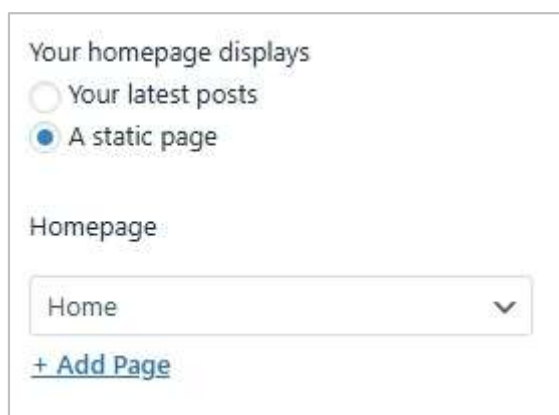 Your homepage displays
Your latest posts
A static page
Homepage
Home
+ Add Page